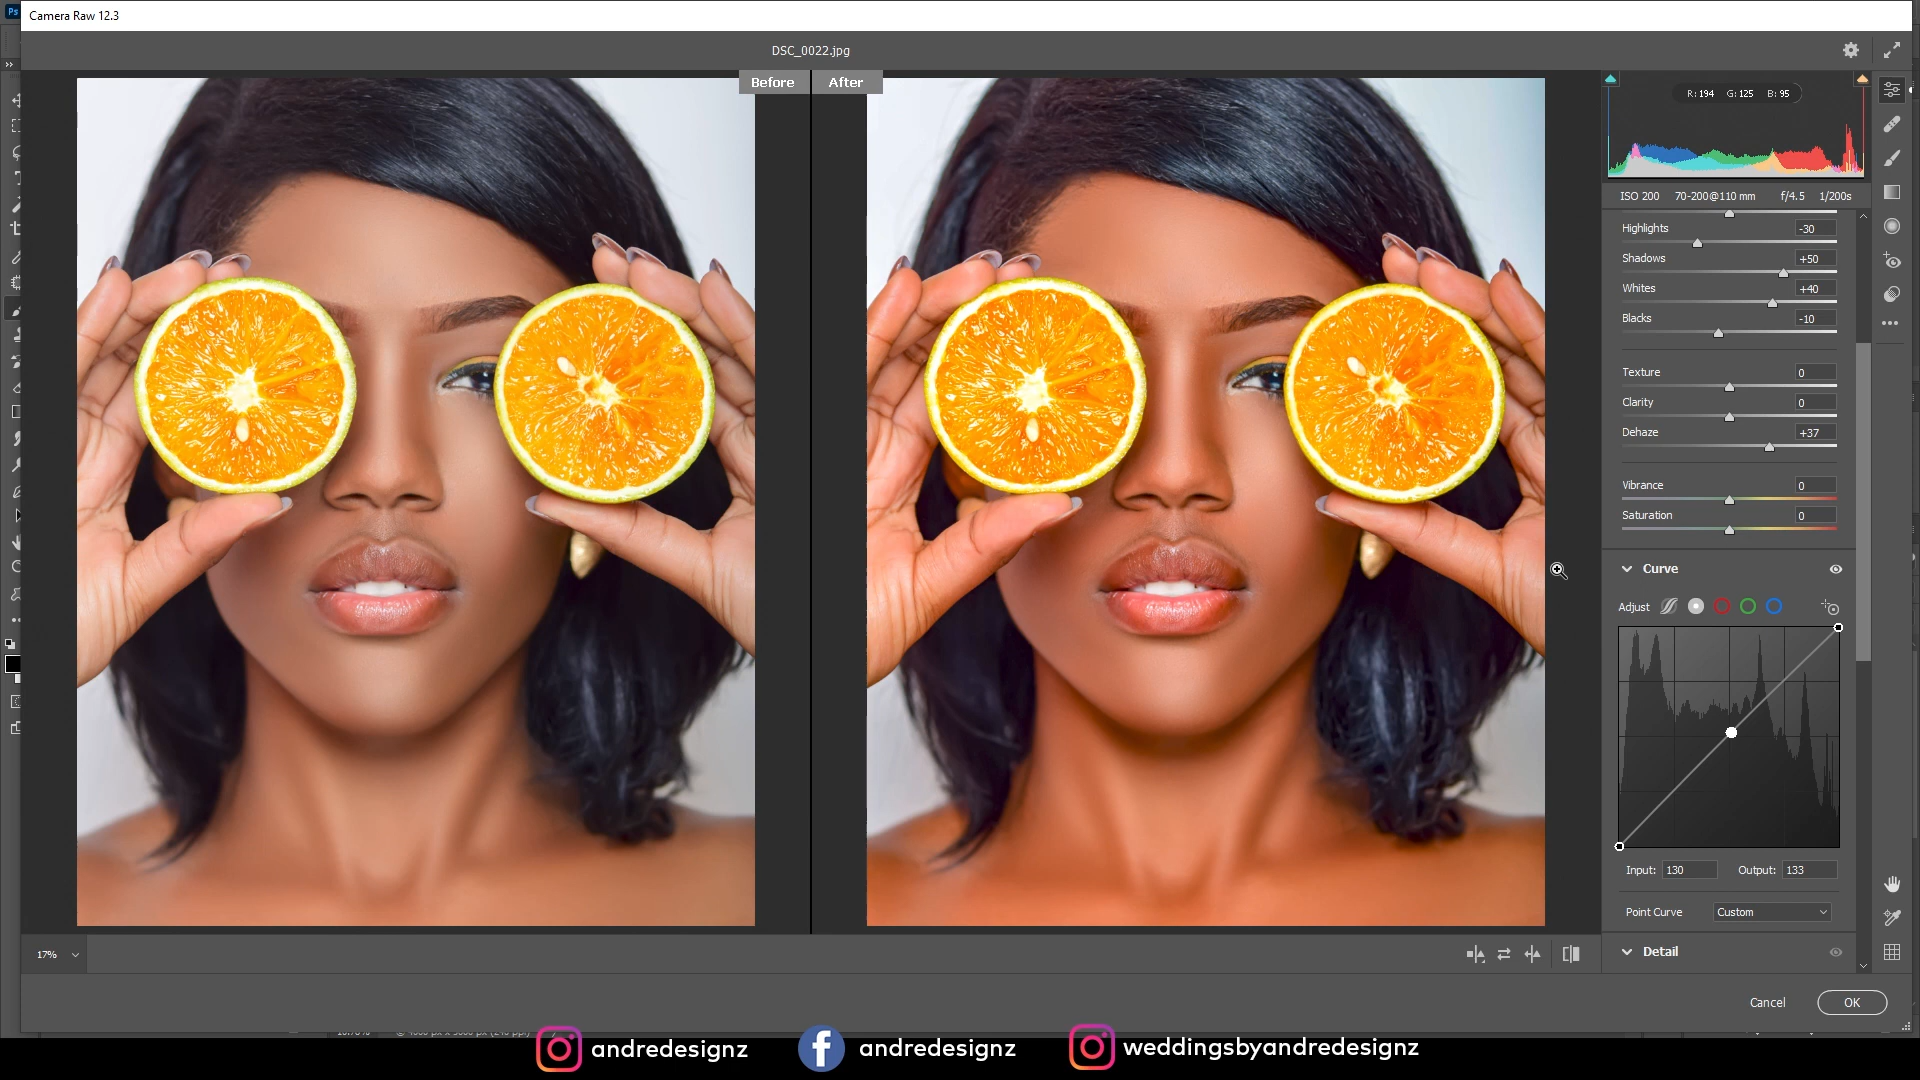 Ps
Camera Raw 12.3
DSC_0022.jpg
Before
After
R: 194 G: 125 B: 95
ISO 200 70-200@110 mm f/4.5 1/200s
Highlights -30
Shadows +50
Whites +40
Blacks -10
Texture 0
Clarity 0
Dehaze +37
Vibrance 0
Saturation 0
Curve
Adjust
Input: 130 Output: 133
Point Curve Custom
Detail
17%
Cancel OK
andredesignz
andredesignz
weddingsbyandredesignz